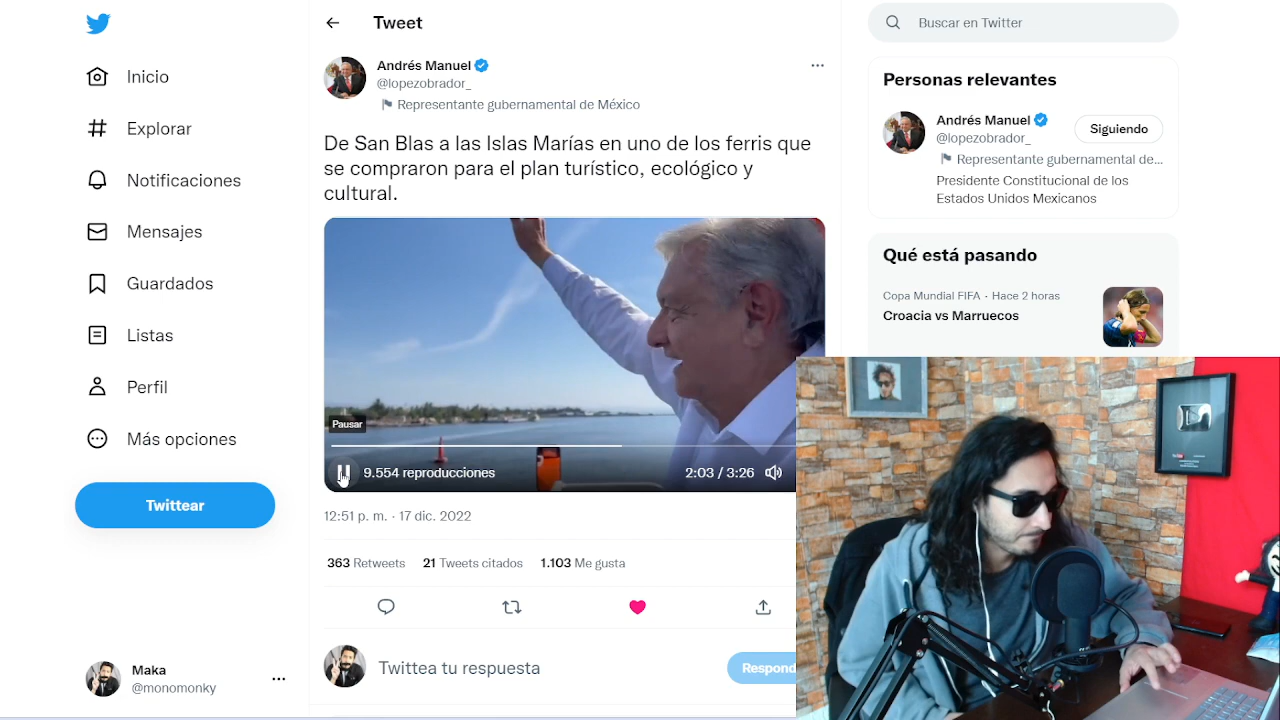 Inicio
Explorar
Notificaciones
Mensajes
Guardados
Listas
Perfil
Más opciones
Twittear
Maka
@monomonky
Tweet
Andrés Manuel
@lopezobrador_
Representante gubernamental de México
De San Blas a las Islas Marías en uno de los ferris que
se compraron para el plan turístico, ecológico y
cultural.
Pausar
9.554 reproducciones
2:03 / 3:26
12:51 p. m. · 17 dic. 2022
363 Retweets 21 Tweets citados 1.103 Me gusta
Twittea tu respuesta
Respond
Buscar en Twitter
Personas relevantes
Andrés Manuel
@lopezobrador_
Siguiendo
Representante gubernamental de...
Presidente Constitucional de los
Estados Unidos Mexicanos
Qué está pasando
Copa Mundial FIFA · Hace 2 horas
Croacia vs Marruecos